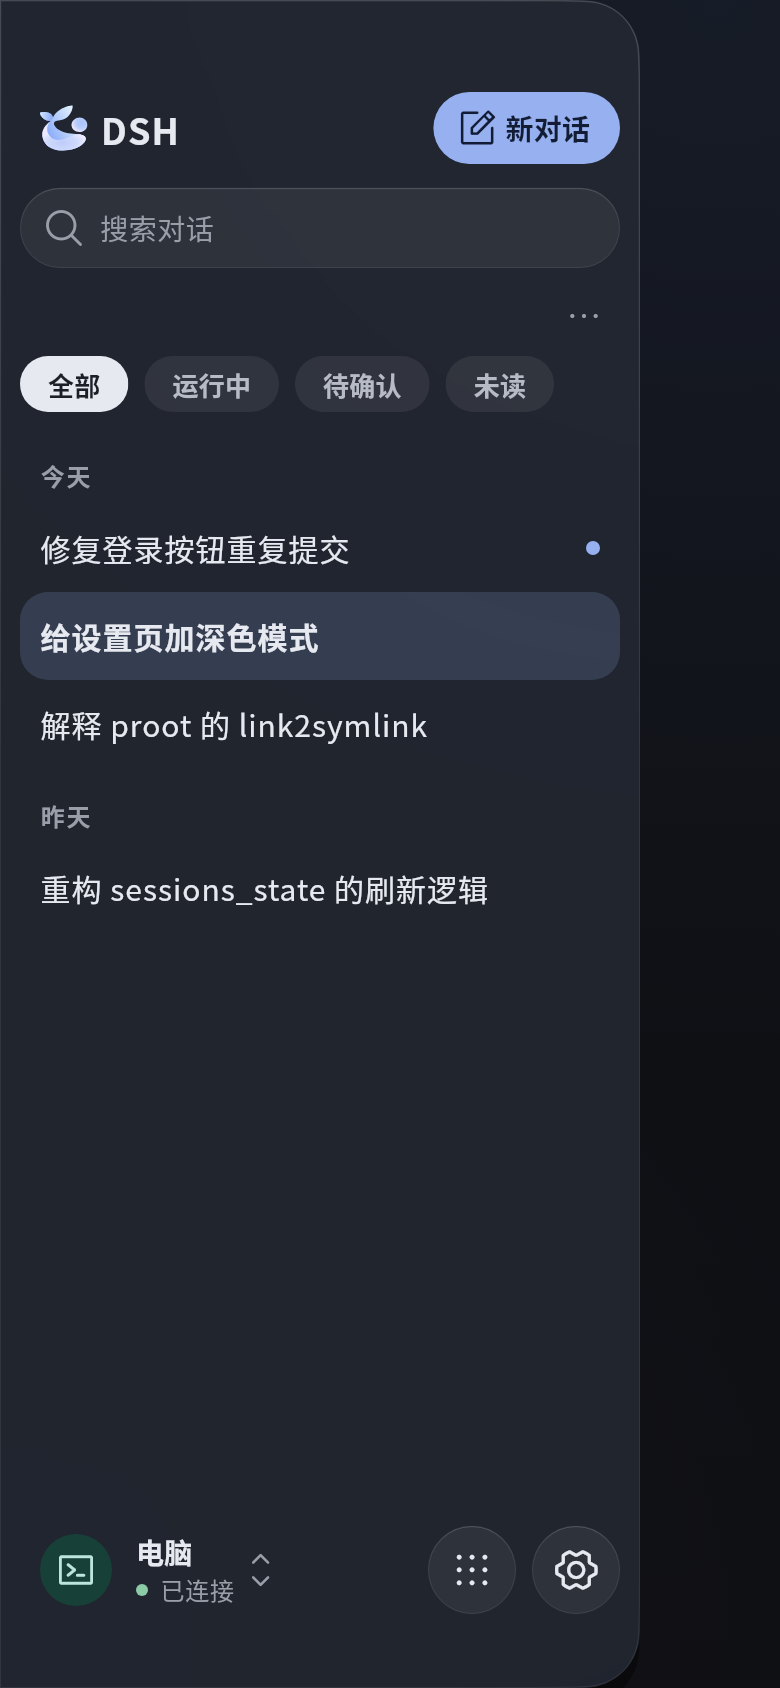 DSH
新对话
搜索对话
...
全部 运行中 待确认 未读
今天
修复登录按钮重复提交
给设置页加深色模式
解释 proot 的 link2symlink
昨天
重构 sessions_state 的刷新逻辑
电脑
已连接